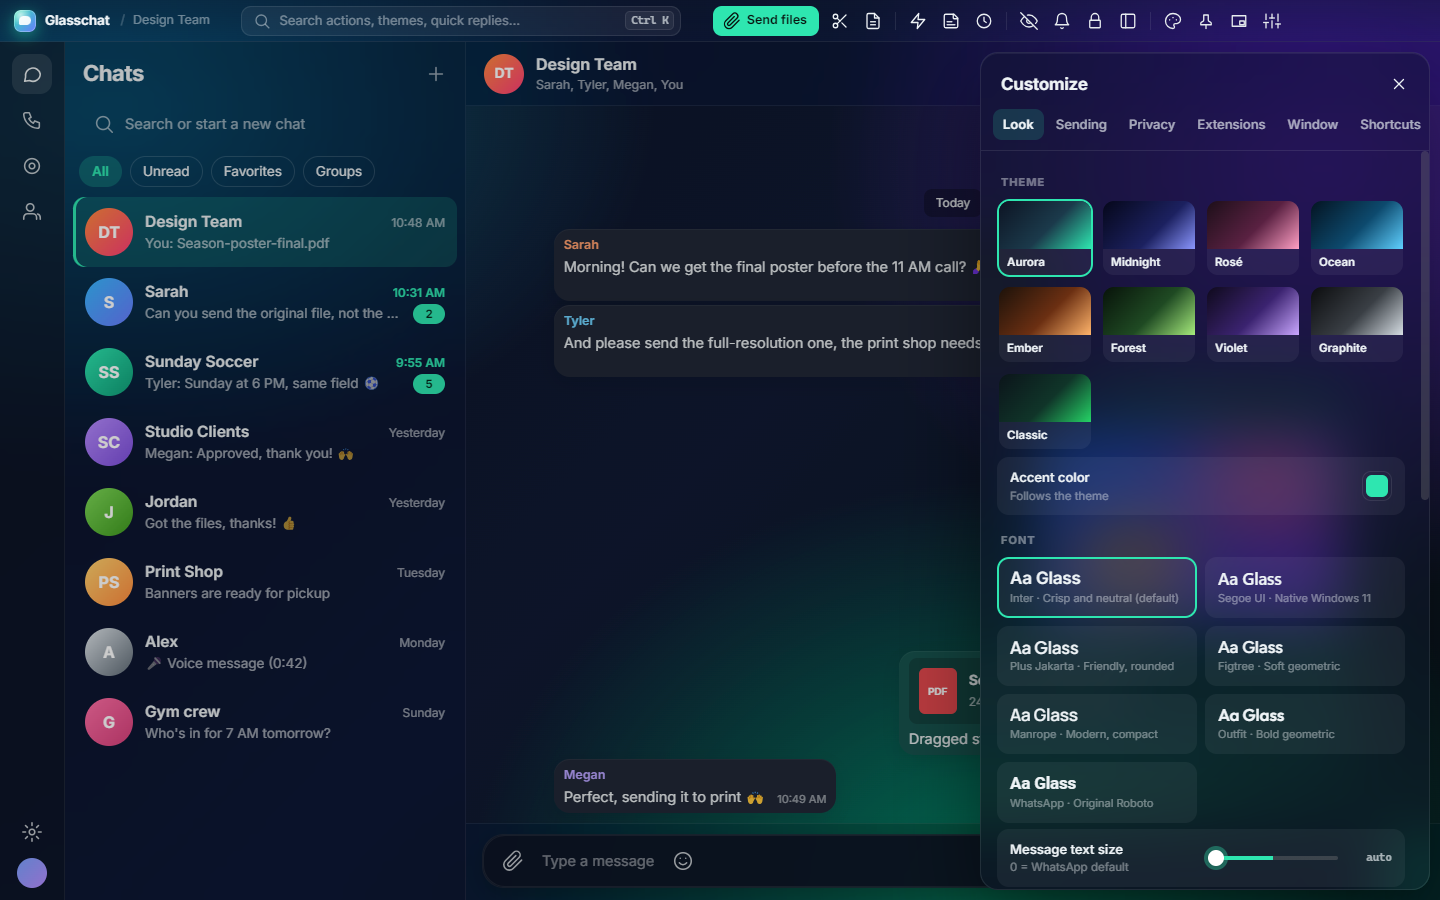 Glasschat / Design Team
Search actions, themes, quick replies...
Ctrl K
Send files
Chats
Search or start a new chat
All
Unread
Favorites
Groups
DT
Design Team
10:48 AM
You: Season-poster-final.pdf
S
Sarah
10:31 AM
Can you send the original file, not the ...
2
SS
Sunday Soccer
9:55 AM
Tyler: Sunday at 6 PM, same field ⚽
5
SC
Studio Clients
Yesterday
Megan: Approved, thank you! 🙌
J
Jordan
Yesterday
Got the files, thanks! 👍
PS
Print Shop
Tuesday
Banners are ready for pickup
A
Alex
Monday
🎤 Voice message (0:42)
G
Gym crew
Sunday
Who's in for 7 AM tomorrow?
DT
Design Team
Sarah, Tyler, Megan, You
Today
Sarah
Morning! Can we get the final poster before the 11 AM call?
Tyler
And please send the full-resolution one, the print shop needs
PDF
Dragged
Megan
Perfect, sending it to print 🙌
10:49 AM
Type a message
Customize
Look
Sending
Privacy
Extensions
Window
Shortcuts
THEME
Aurora
Midnight
Rosé
Ocean
Ember
Forest
Violet
Graphite
Classic
Accent color
Follows the theme
FONT
Aa Glass
Inter · Crisp and neutral (default)
Aa Glass
Segoe UI · Native Windows 11
Aa Glass
Plus Jakarta · Friendly, rounded
Aa Glass
Figtree · Soft geometric
Aa Glass
Manrope · Modern, compact
Aa Glass
Outfit · Bold geometric
Aa Glass
WhatsApp · Original Roboto
Message text size
0 = WhatsApp default
auto